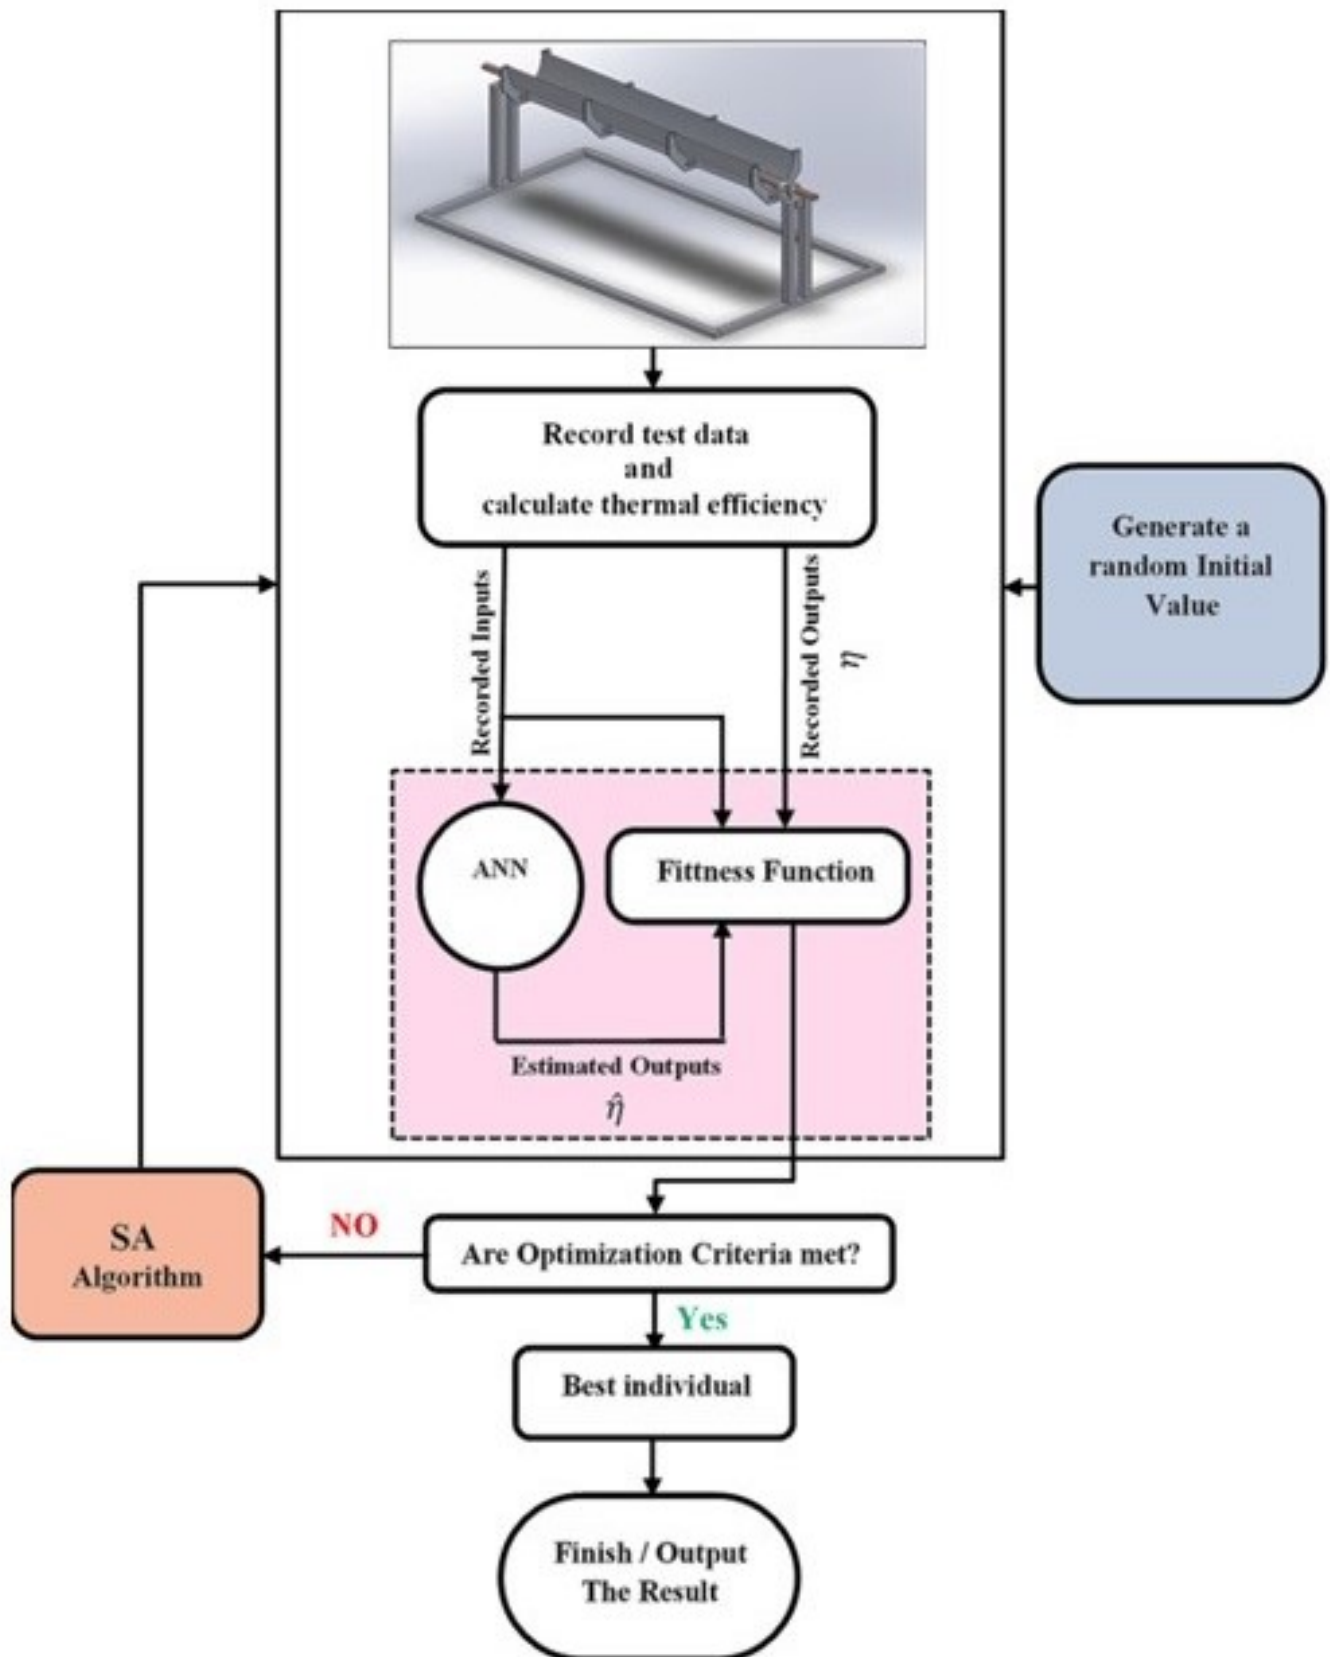 Record test data
and
calculate thermal efficiency
Generate a
random Initial
Value
Recorded Inputs
Recorded Outputs
η
ANN
Fittness Function
Estimated Outputs
η̂
SA
Algorithm
NO
Are Optimization Criteria met?
Yes
Best individual
Finish / Output
The Result